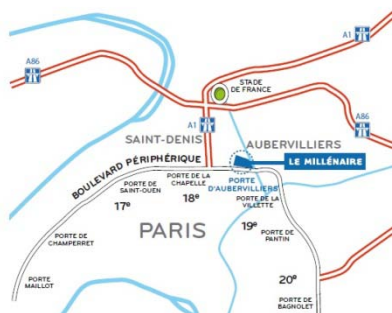 A1
A86
STADE
DE FRANCE
A86
A1
SAINT-DENIS
AUBERVILLIERS
LE MILLÉNAIRE
BOULEVARD PÉRIPHÉRIQUE
PORTE DE
LA CHAPELLE
PORTE
D'AUBERVILLIERS
PORTE DE
SAINT-OUEN
PORTE DE LA
VILLETTE
17e
18e
19e
PARIS
PORTE DE
CHAMPERRET
PORTE DE
PANTIN
PORTE
MAILLOT
20e
PORTE
DE BAGNOLET